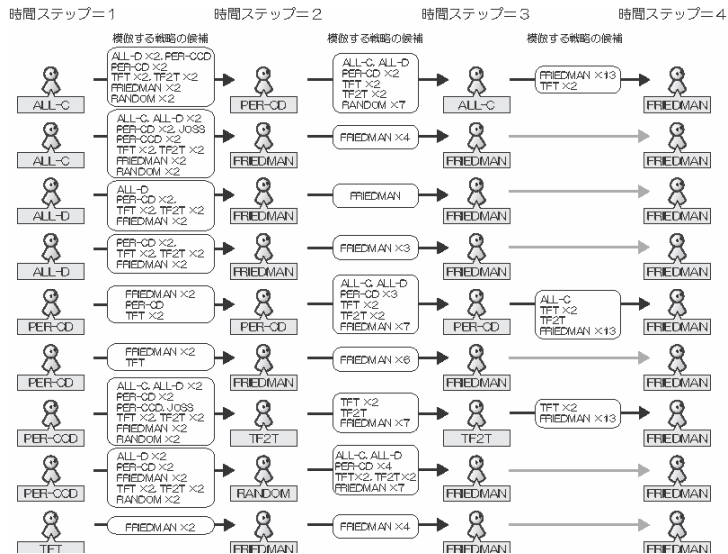 時間ステップ＝1
時間ステップ＝2
時間ステップ＝3
時間ステップ＝4
模倣する戦略の候補
模倣する戦略の候補
模倣する戦略の候補
ALL-C
ALL-D ×2, PER-CCD
PER-CD ×2
TFT ×2, TF2T ×2
FRIEDMAN ×2
RANDOM ×2
PER-CD
ALL-C, ALL-D
PER-CD ×2
TFT ×2
TF2T ×2
RANDOM ×7
ALL-C
FRIEDMAN ×13
TFT ×2
FRIEDMAN
ALL-C
ALL-C, ALL-D ×2
PER-CD ×2, JOSS
PER-CCD ×2
TFT ×2, TF2T ×2
FRIEDMAN ×2
RANDOM ×2
FRIEDMAN
FRIEDMAN ×4
FRIEDMAN
FRIEDMAN
ALL-D
ALL-D
PER-CD ×2,
TFT ×2, TF2T ×2
FRIEDMAN ×2
FRIEDMAN
FRIEDMAN
FRIEDMAN
FRIEDMAN
ALL-D
PER-CD ×2,
TFT ×2, TF2T ×2
FRIEDMAN ×2
FRIEDMAN
FRIEDMAN ×3
FRIEDMAN
FRIEDMAN
PER-CD
FRIEDMAN ×2
PER-CD
TFT ×2
PER-CD
ALL-C, ALL-D
PER-CD ×3
TFT ×2
TF2T
FRIEDMAN ×7
PER-CD
ALL-C
TFT ×2
TF2T
FRIEDMAN ×13
FRIEDMAN
PER-CD
FRIEDMAN ×2
TFT
FRIEDMAN
FRIEDMAN ×6
FRIEDMAN
FRIEDMAN
PER-CCD
ALL-C, ALL-D ×2
PER-CD ×2
PER-CCD, JOSS
TFT ×2, TF2T ×2
FRIEDMAN ×2
RANDOM ×2
TF2T
TFT ×2
TF2T
FRIEDMAN ×7
TF2T
TFT ×2
FRIEDMAN ×13
FRIEDMAN
PER-CCD
ALL-D ×2
PER-CD ×2
FRIEDMAN ×2
TFT ×2, TF2T ×2
RANDOM ×2
RANDOM
ALL-C, ALL-D
PER-CD ×4
TFT×2, TF2T×2
FRIEDMAN ×7
FRIEDMAN
FRIEDMAN
TFT
FRIEDMAN ×2
FRIEDMAN
FRIEDMAN ×4
FRIEDMAN
FRIEDMAN